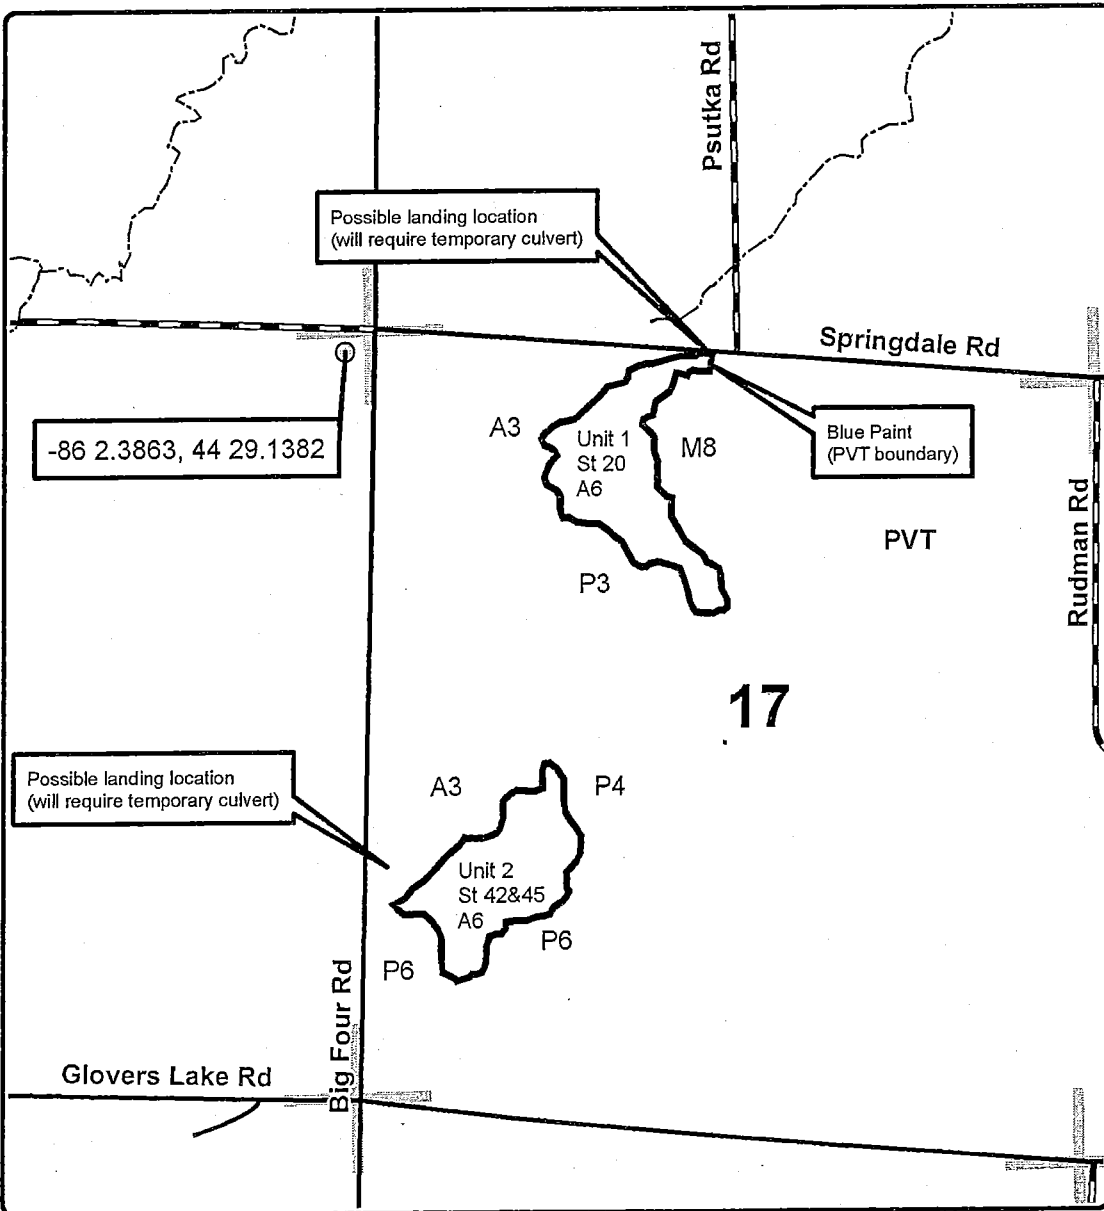 Psutka Rd
Possible landing location
(will require temporary culvert)
Springdale Rd
-86 2.3863, 44 29.1382
A3
Unit 1
St 20
A6
M8
Blue Paint
(PVT boundary)
PVT
Rudman Rd
P3
17
Possible landing location
(will require temporary culvert)
A3
P4
Unit 2
St 42&45
A6
P6
P6
Big Four Rd
Glovers Lake Rd